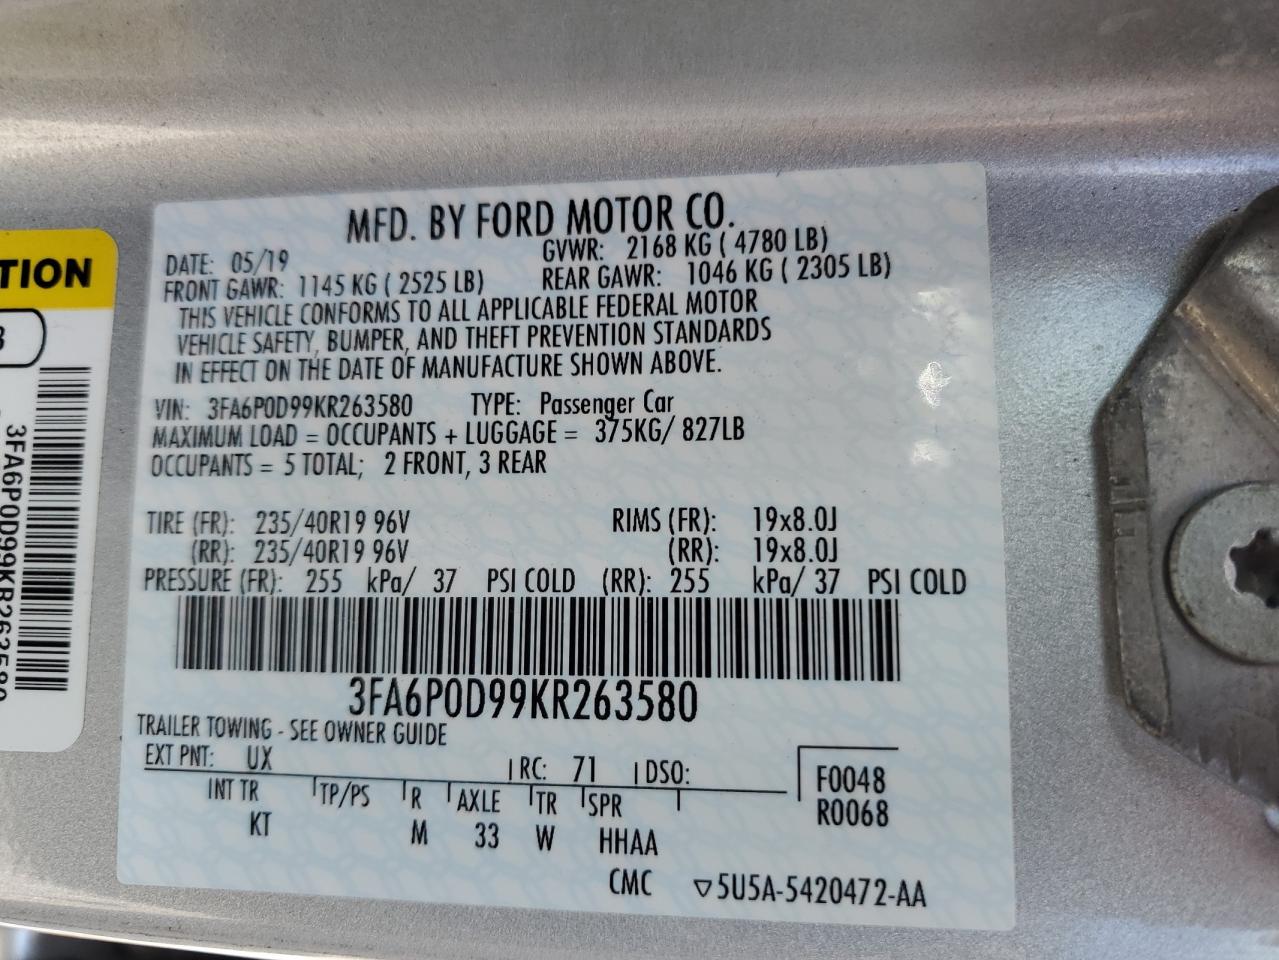 MFD. BY FORD MOTOR CO.
DATE: 05/19 GVWR: 2168 KG ( 4780 LB)
FRONT GAWR: 1145 KG ( 2525 LB) REAR GAWR: 1046 KG ( 2305 LB)
THIS VEHICLE CONFORMS TO ALL APPLICABLE FEDERAL MOTOR
VEHICLE SAFETY, BUMPER, AND THEFT PREVENTION STANDARDS
IN EFFECT ON THE DATE OF MANUFACTURE SHOWN ABOVE.
VIN: 3FA6P0D99KR263580 TYPE: Passenger Car
MAXIMUM LOAD = OCCUPANTS + LUGGAGE = 375KG/ 827LB
OCCUPANTS = 5 TOTAL; 2 FRONT, 3 REAR
TIRE (FR): 235/40R19 96V RIMS (FR): 19x8.0J
(RR): 235/40R19 96V (RR): 19x8.0J
PRESSURE (FR): 255 kPa/ 37 PSI COLD (RR): 255 kPa/ 37 PSI COLD
3FA6P0D99KR263580
TRAILER TOWING - SEE OWNER GUIDE
EXT PNT: UX RC: 71 DSO:
F0048
R0068
INT TR TP/PS R AXLE TR SPR
KT M 33 W HHAA
CMC ▽5U5A-5420472-AA
TION
3FA6P0D99KR263580